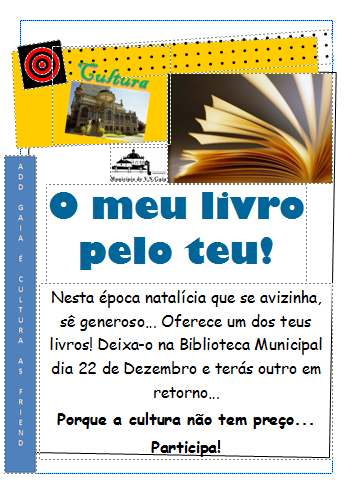 Cultura
Município de V.N.Gaia
O meu livro
pelo teu!
ADD GAIA É CULTURA AS FRIEND
Nesta época natalícia que se avizinha,
sê generoso... Oferece um dos teus
livros! Deixa-o na Biblioteca Municipal
dia 22 de Dezembro e terás outro em
retorno...
Porque a cultura não tem preço...
Participa!